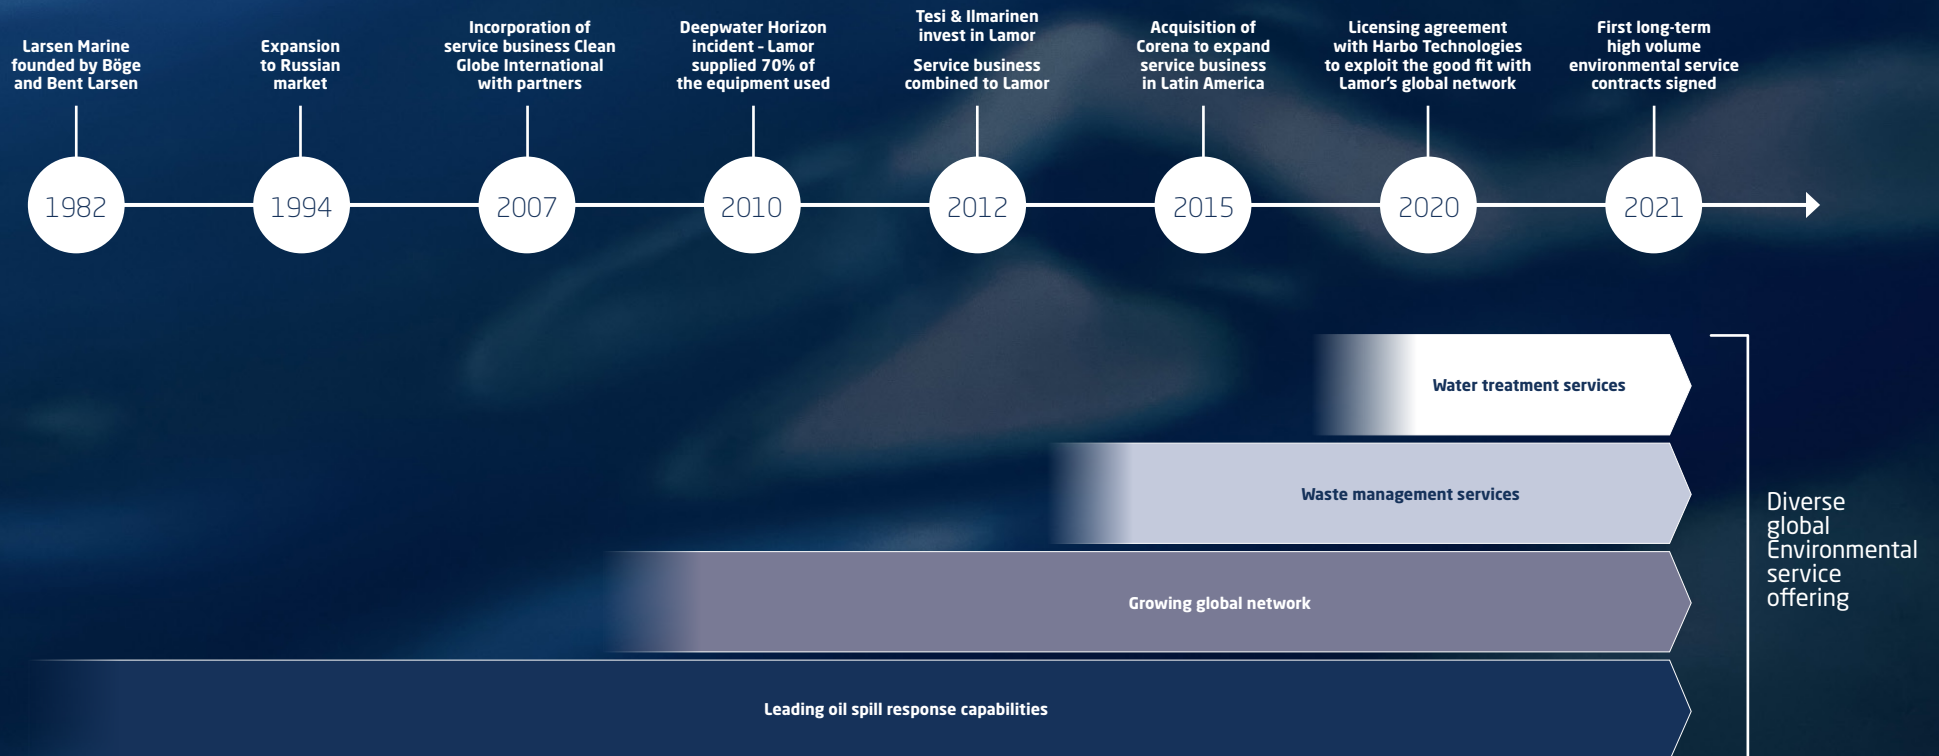 Larsen Marine
founded by Böge
and Bent Larsen
Expansion
to Russian
market
Incorporation of
service business Clean
Globe International
with partners
Deepwater Horizon
incident - Lamor
supplied 70% of
the equipment used
Tesi & Ilmarinen
invest in Lamor
Service business
combined to Lamor
Acquisition of
Corena to expand
service business
in Latin America
Licensing agreement
with Harbo Technologies
to exploit the good fit with
Lamor's global network
First long-term
high volume
environmental service
contracts signed
1982
1994
2007
2010
2012
2015
2020
2021
Water treatment services
Waste management services
Growing global network
Leading oil spill response capabilities
Diverse
global
Environmental
service
offering